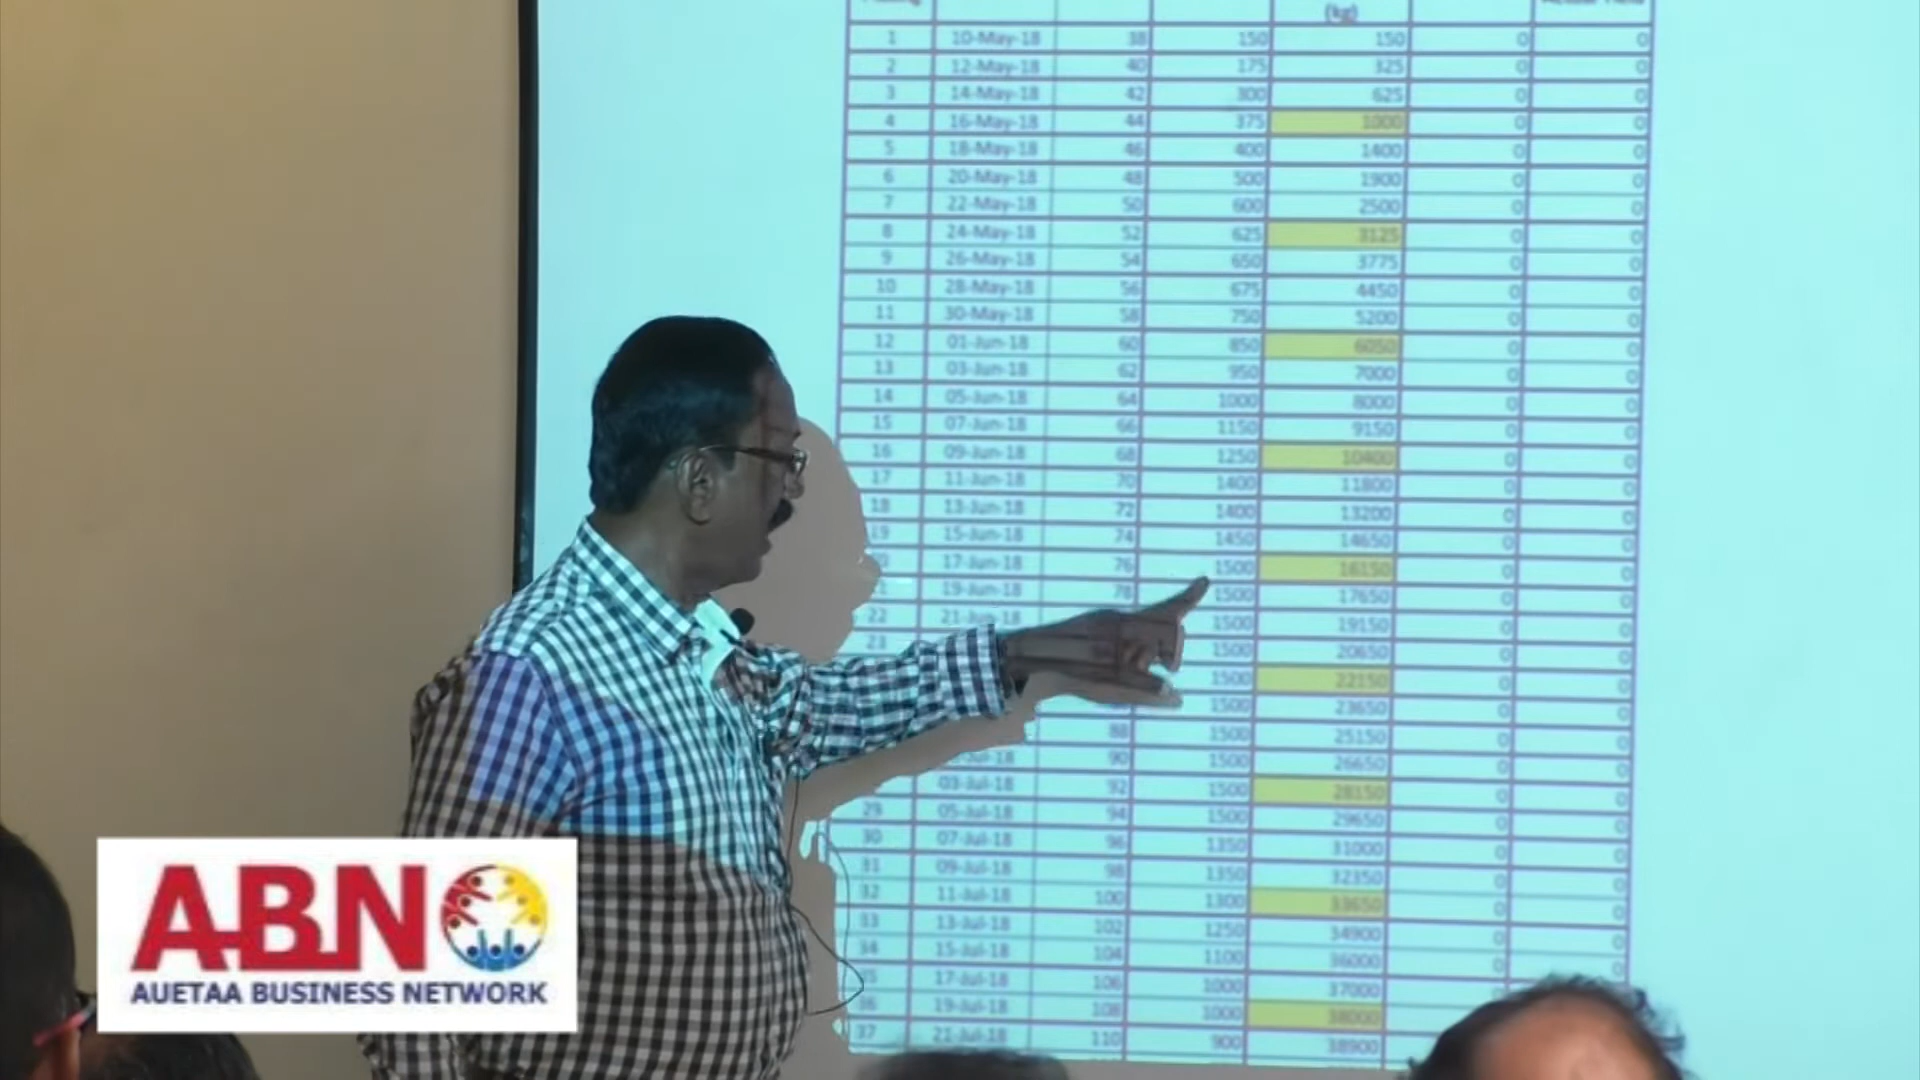 (kg)
1 10-May-18 38 150 150 0 0
2 12-May-18 40 175 325 0 0
3 14-May-18 42 300 625 0 0
4 16-May-18 44 375 1000 0 0
5 18-May-18 46 400 1400 0 0
6 20-May-18 48 500 1900 0 0
7 22-May-18 50 600 2500 0 0
8 24-May-18 52 625 3125 0 0
9 26-May-18 54 650 3775 0 0
10 28-May-18 56 675 4450 0 0
11 30-May-18 58 750 5200 0 0
12 01-Jun-18 60 850 6050 0 0
13 03-Jun-18 62 950 7000 0 0
14 05-Jun-18 64 1000 8000 0 0
15 07-Jun-18 66 1150 9150 0 0
16 09-Jun-18 68 1250 10400 0 0
17 11-Jun-18 70 1400 11800 0 0
18 13-Jun-18 72 1400 13200 0 0
19 15-Jun-18 74 1450 14650 0 0
0 17-Jun-18 76 1500 16150 0 0
1 19-Jun-18 78 1500 17650 0 0
22 21-Jun-18 1500 19150 0 0
23 1500 20650 0 0
1500 22150 0 0
1500 23650 0 0
88 1500 25150 0 0
-Jul-18 90 1500 26650 0 0
03-Jul-18 92 1500 28150 0 0
29 05-Jul-18 94 1500 29650 0 0
30 07-Jul-18 96 1350 31000 0 0
31 09-Jul-18 98 1350 32350 0 0
32 11-Jul-18 100 1300 33650 0 0
33 13-Jul-18 102 1250 34900 0 0
34 15-Jul-18 104 1100 36000 0 0
35 17-Jul-18 106 1000 37000 0
36 19-Jul-18 108 1000 38000
37 21-Jul-18 110 900 38900
ABN
AUETAA BUSINESS NETWORK